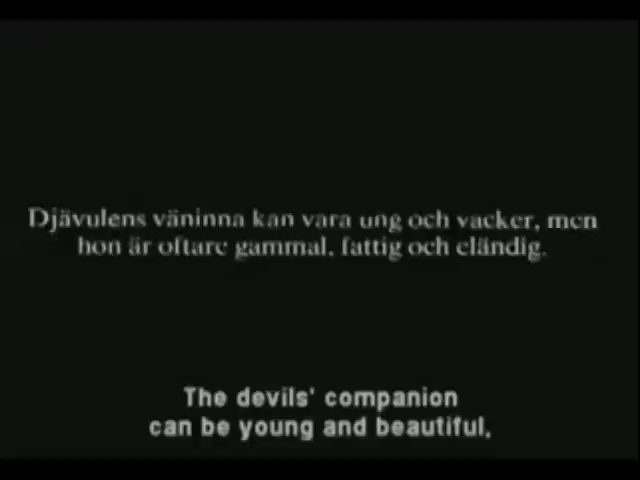 Djävulens väninna kan vara ung och vacker, men
hon är oftare gammal, fattig och eländig.
The devils' companion
can be young and beautiful,